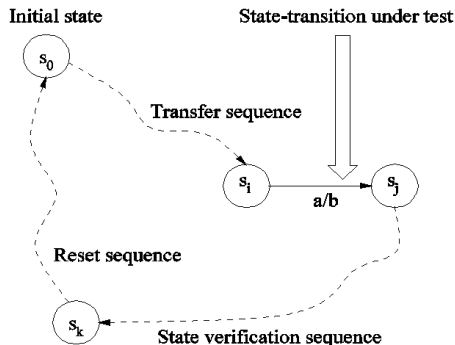 Initial state
State-transition under test
s0
Transfer sequence
si
sj
a/b
Reset sequence
sk
State verification sequence